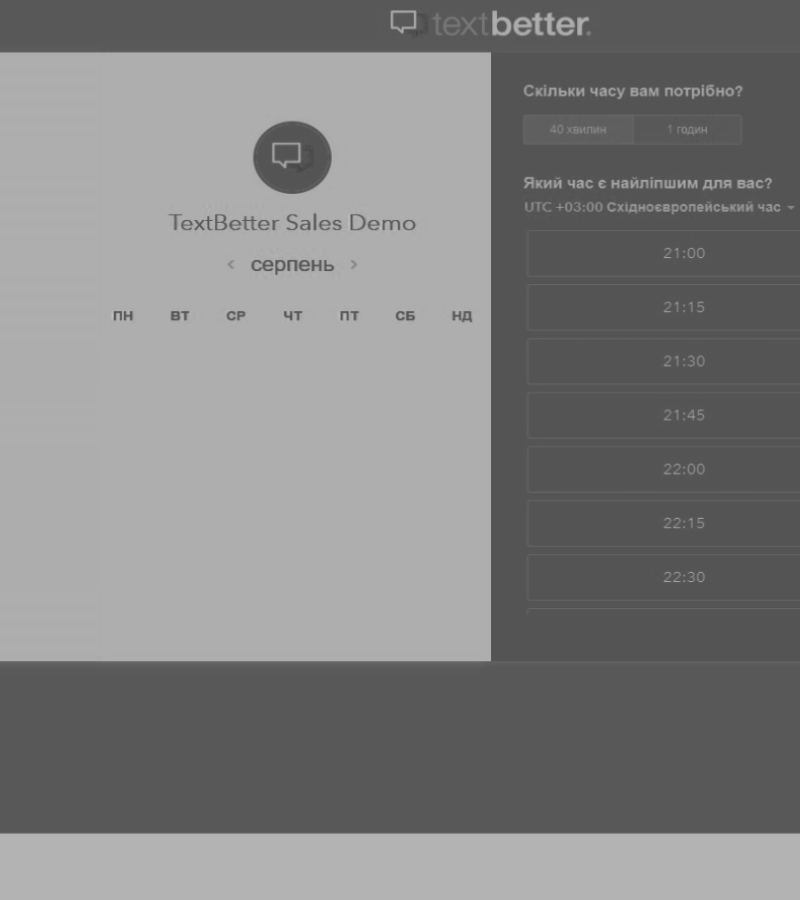 textbetter.
TextBetter Sales Demo
< серпень >
ПН ВТ СР ЧТ ПТ СБ НД
Скільки часу вам потрібно?
40 хвилин 1 годин
Який час є найліпшим для вас?
UTC +03:00 Східноєвропейський час
21:00
21:15
21:30
21:45
22:00
22:15
22:30